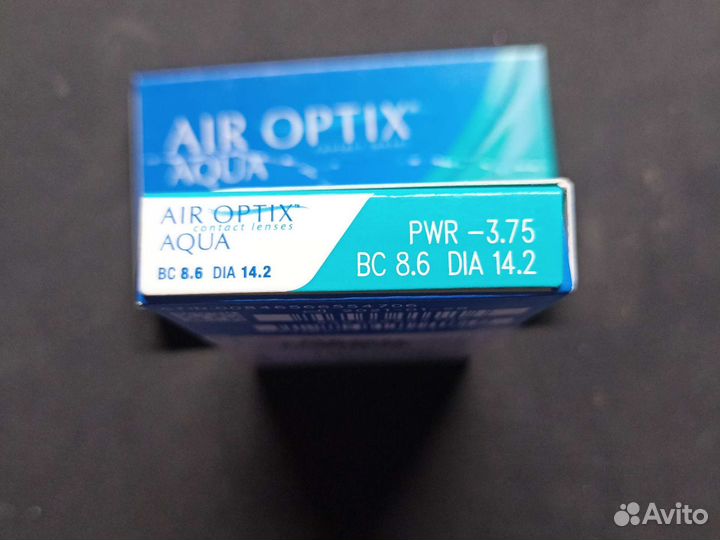 AIR OPTIX
AQUA
AIR OPTIX™
contact lenses
AQUA
BC 8.6 DIA 14.2
PWR -3.75
BC 8.6 DIA 14.2
Avito